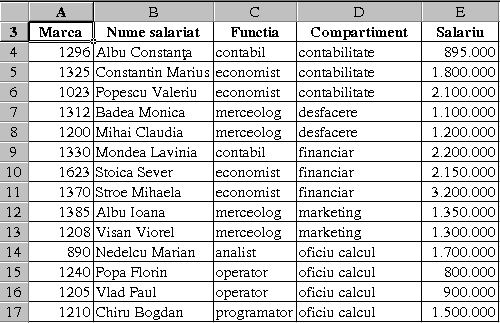 A B C D E
3 Marca Nume salariat Functia Compartiment Salariu
4 1296 Albu Constanţa contabil contabilitate 895.000
5 1325 Constantin Marius economist contabilitate 1.800.000
6 1023 Popescu Valeriu economist contabilitate 2.100.000
7 1312 Badea Monica merceolog desfacere 1.100.000
8 1200 Mihai Claudia merceolog desfacere 1.200.000
9 1330 Mondea Lavinia contabil financiar 2.200.000
10 1623 Stoica Sever economist financiar 2.150.000
11 1370 Stroe Mihaela economist financiar 3.200.000
12 1385 Albu Ioana merceolog marketing 1.350.000
13 1208 Visan Viorel merceolog marketing 1.300.000
14 890 Nedelcu Marian analist oficiu calcul 1.700.000
15 1240 Popa Florin operator oficiu calcul 800.000
16 1205 Vlad Paul operator oficiu calcul 900.000
17 1210 Chiru Bogdan programator oficiu calcul 1.500.000